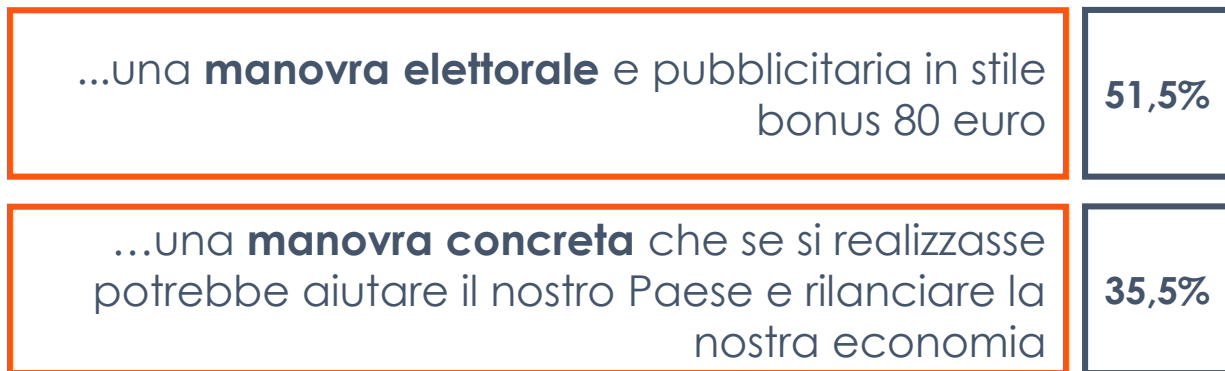 ...una manovra elettorale e pubblicitaria in stile
bonus 80 euro
51,5%
…una manovra concreta che se si realizzasse
potrebbe aiutare il nostro Paese e rilanciare la
nostra economia
35,5%